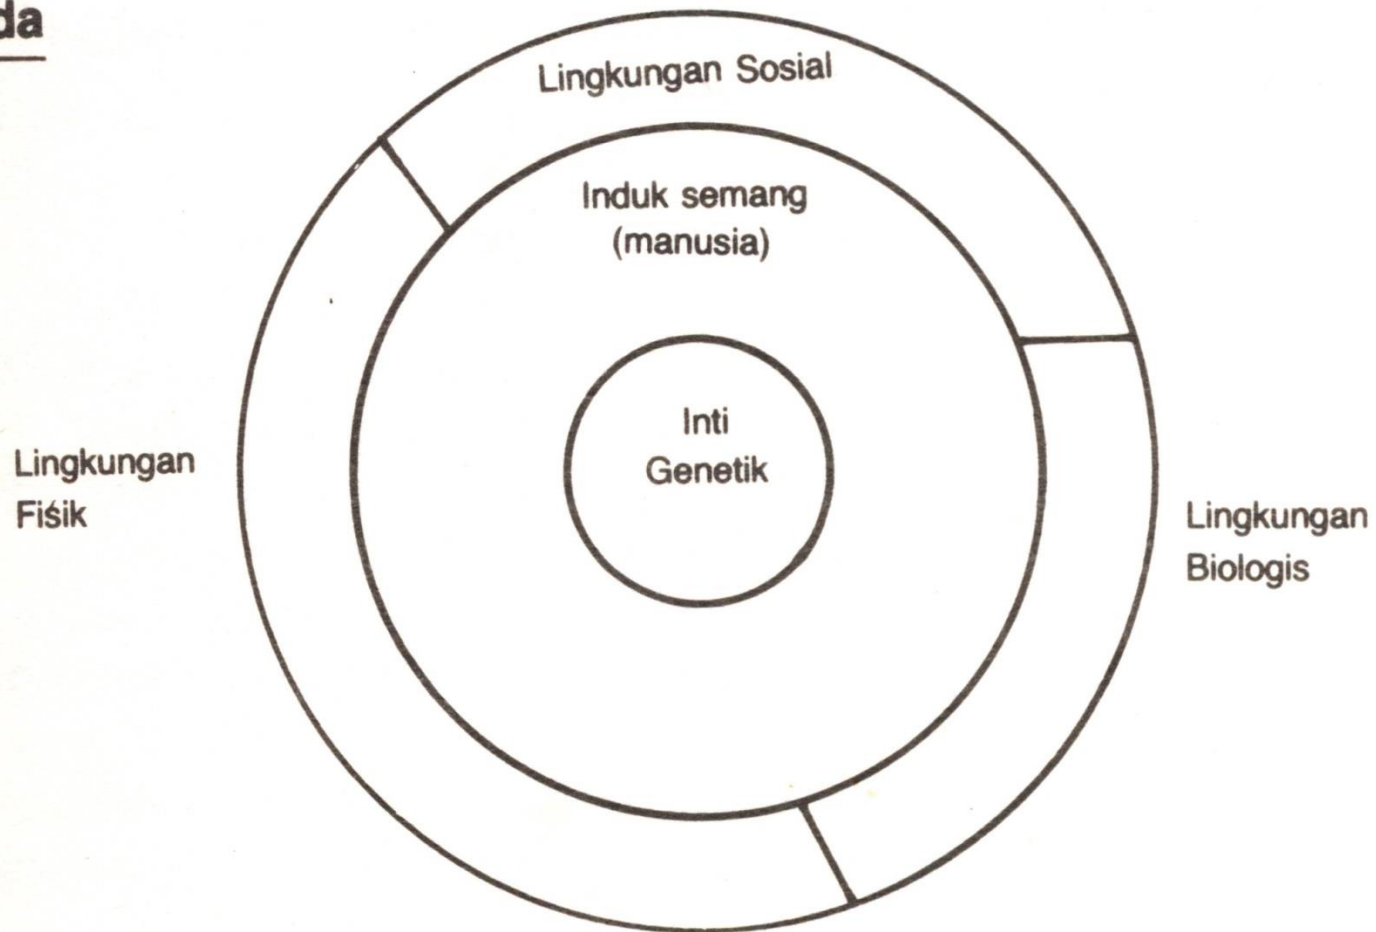 da
Lingkungan Sosial
Induk semang
(manusia)
Inti
Genetik
Lingkungan
Fisik
Lingkungan
Biologis